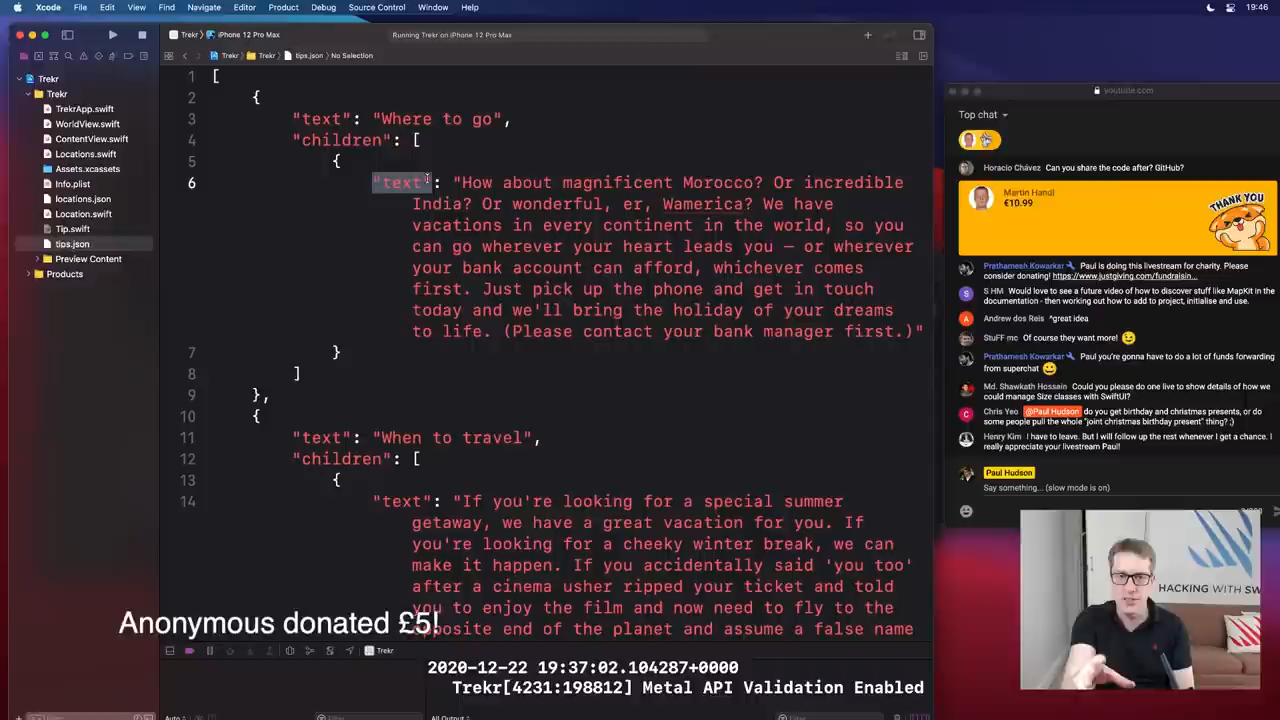 Xcode File Edit View Find Navigate Editor Product Debug Source Control Window Help 19:46
Trekr iPhone 12 Pro Max
Running Trekr on iPhone 12 Pro Max
Trekr Trekr tips.json No Selection
Trekr
Trekr
TrekrApp.swift
WorldView.swift
ContentView.swift
Locations.swift
Assets.xcassets
Info.plist
locations.json
Location.swift
Tip.swift
tips.json
Preview Content
Products
1 [
2 {
3 "text": "Where to go",
4 "children": [
5 {
6 "text": "How about magnificent Morocco? Or incredible
India? Or wonderful, er, Wamerica? We have
vacations in every continent in the world, so you
can go wherever your heart leads you – or wherever
your bank account can afford, whichever comes
first. Just pick up the phone and get in touch
today and we'll bring the holiday of your dreams
to life. (Please contact your bank manager first.)"
7 }
8 ]
9 },
10 {
11 "text": "When to travel",
12 "children": [
13 {
14 "text": "If you're looking for a special summer
getaway, we have a great vacation for you. If
you're looking for a cheeky winter break, we can
make it happen. If you accidentally said 'you too'
after a cinema usher ripped your ticket and told
you to enjoy the film and now need to fly to the
opposite end of the planet and assume a false name
Anonymous donated £5!
Trekr
2020-12-22 19:37:02.104287+0000
Trekr[4231:198812] Metal API Validation Enabled
Auto
Filter
All Output
Filter
youtube.com
Top chat
Horacio Chávez Can you share the code after? GitHub?
Martin Handl
€10.99
THANK YOU
Prathamesh Kowarkar Paul is doing this livestream for charity. Please
consider donating! https://www.justgiving.com/fundraisin...
S HM Would love to see a future video of how to discover stuff like MapKit in the
documentation - then working out how to add to project, initialise and use.
Andrew dos Reis ^great idea
StuFF mc Of course they want more!
Prathamesh Kowarkar Paul you're gonna have to do a lot of funds forwarding
from superchat
Md. Shawkath Hossain Could you please do one live to show details of how we
could manage Size classes with SwiftUI?
Chris Yeo @Paul Hudson do you get birthday and christmas presents, or do
some people pull the whole "joint christmas birthday present" thing? ;)
Henry Kim I have to leave. But I will follow up the rest whenever I get a chance. I
really appreciate your livestream Paul!
Paul Hudson
Say something... (slow mode is on)
HACKING WITH SW